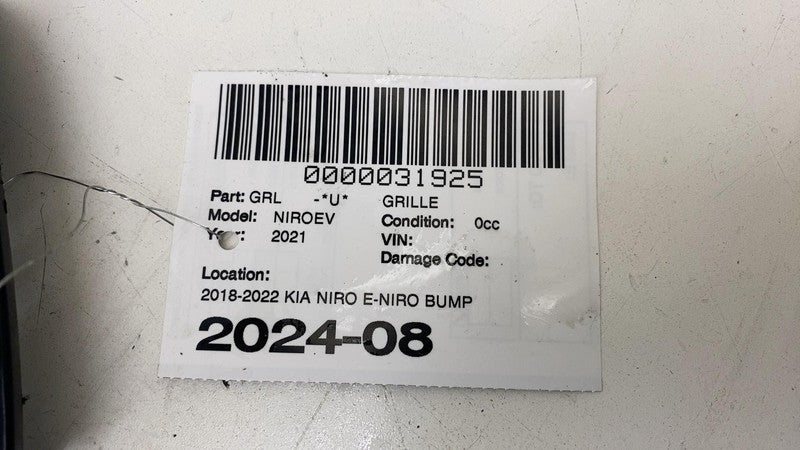 0000031925
Part: GRL -*U* GRILLE
Model: NIROEV Condition: 0cc
Year: 2021 VIN:
Damage Code:
Location:
2018-2022 KIA NIRO E-NIRO BUMP
2024-08